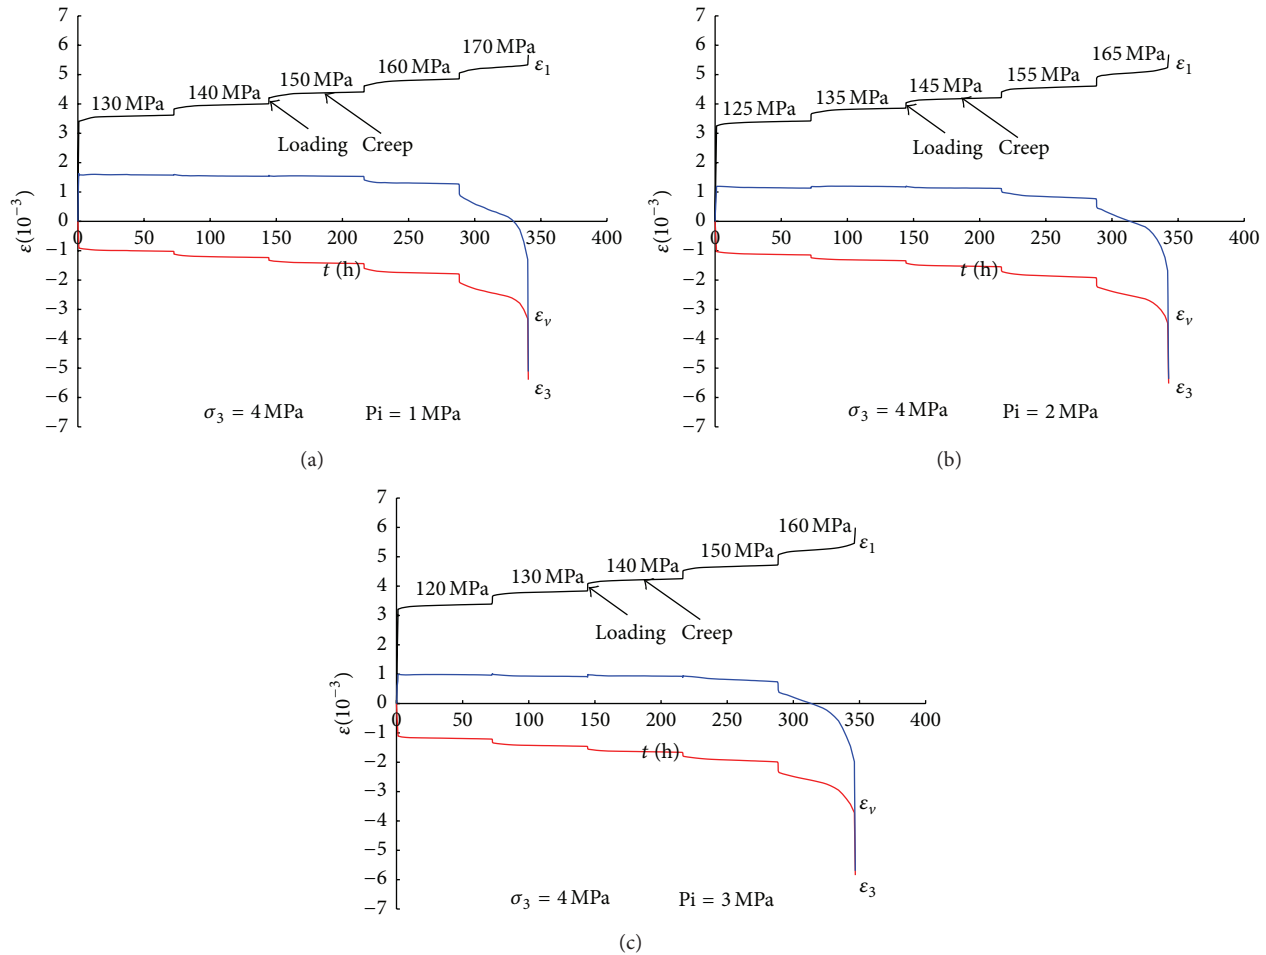 7
6
5
4
3
2
1
0
−1
−2
−3
−4
−5
−6
−7
ε(10⁻³)
0 50 100 150 200 250 300 350 400
t (h)
130 MPa
140 MPa
150 MPa
160 MPa
170 MPa
Loading Creep
ε₁
εᵥ
ε₃
σ₃ = 4 MPa Pi = 1 MPa
(a)
7
6
5
4
3
2
1
0
−1
−2
−3
−4
−5
−6
−7
ε(10⁻³)
0 50 100 150 200 250 300 350 400
t (h)
125 MPa
135 MPa
145 MPa
155 MPa
165 MPa
Loading Creep
ε₁
εᵥ
ε₃
σ₃ = 4 MPa Pi = 2 MPa
(b)
7
6
5
4
3
2
1
0
−1
−2
−3
−4
−5
−6
−7
ε(10⁻³)
0 50 100 150 200 250 300 350 400
t (h)
120 MPa
130 MPa
140 MPa
150 MPa
160 MPa
Loading Creep
ε₁
εᵥ
ε₃
σ₃ = 4 MPa Pi = 3 MPa
(c)